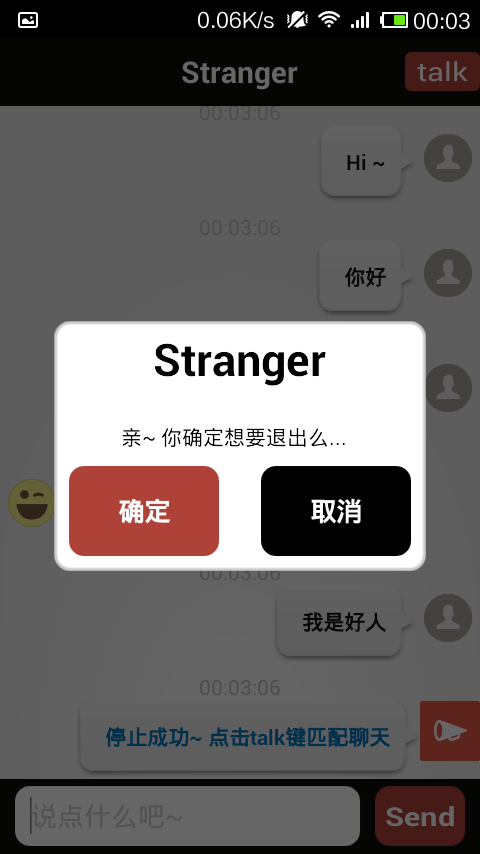 0.06K/s 00:03
Stranger talk
00:03:06
Hi ~
00:03:06
你好
Stranger
亲~ 你确定想要退出么...
确定 取消
00:03:06
我是好人
00:03:06
停止成功~ 点击talk键匹配聊天
说点什么吧~ Send